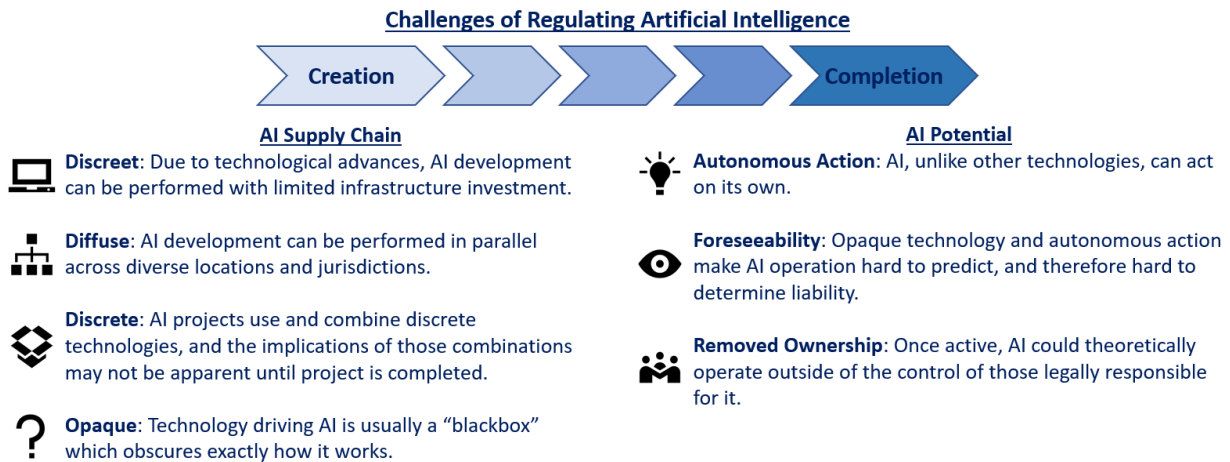 Challenges of Regulating Artificial Intelligence
Creation
Completion
AI Supply Chain
Discreet: Due to technological advances, AI development
can be performed with limited infrastructure investment.
Diffuse: AI development can be performed in parallel
across diverse locations and jurisdictions.
Discrete: AI projects use and combine discrete
technologies, and the implications of those combinations
may not be apparent until project is completed.
Opaque: Technology driving AI is usually a “blackbox”
which obscures exactly how it works.
AI Potential
Autonomous Action: AI, unlike other technologies, can act
on its own.
Foreseeability: Opaque technology and autonomous action
make AI operation hard to predict, and therefore hard to
determine liability.
Removed Ownership: Once active, AI could theoretically
operate outside of the control of those legally responsible
for it.